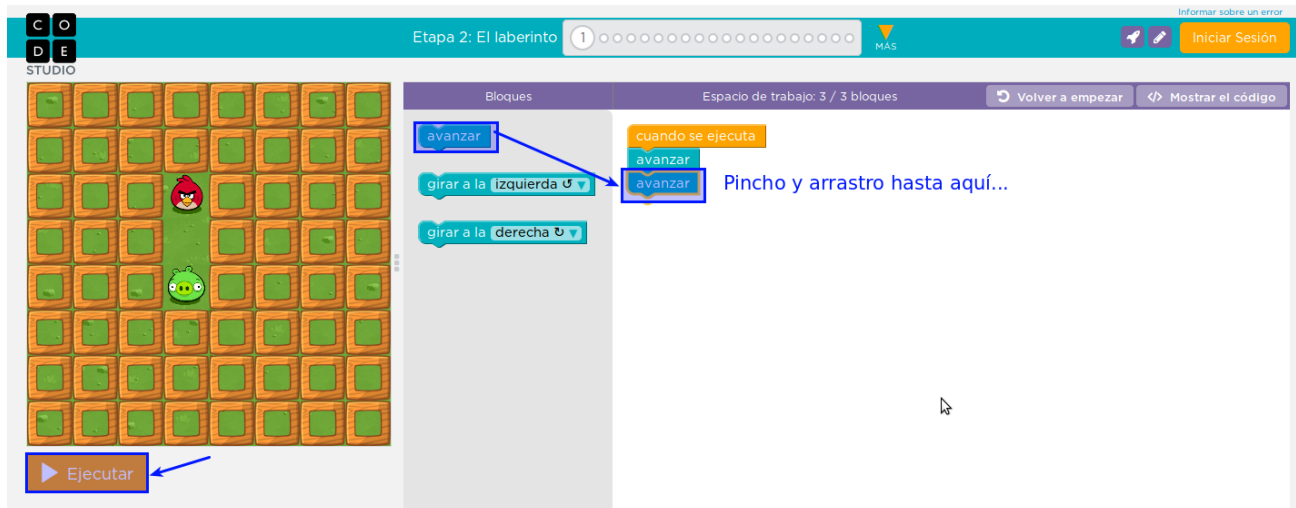 Informar sobre un error
C O
D E
STUDIO
Etapa 2: El laberinto
1
MÁS
Iniciar Sesión
Bloques
Espacio de trabajo: 3 / 3 bloques
Volver a empezar
</> Mostrar el código
avanzar
girar a la izquierda ↺ ▼
girar a la derecha ↻ ▼
cuando se ejecuta
avanzar
avanzar
Pincho y arrastro hasta aquí...
Ejecutar